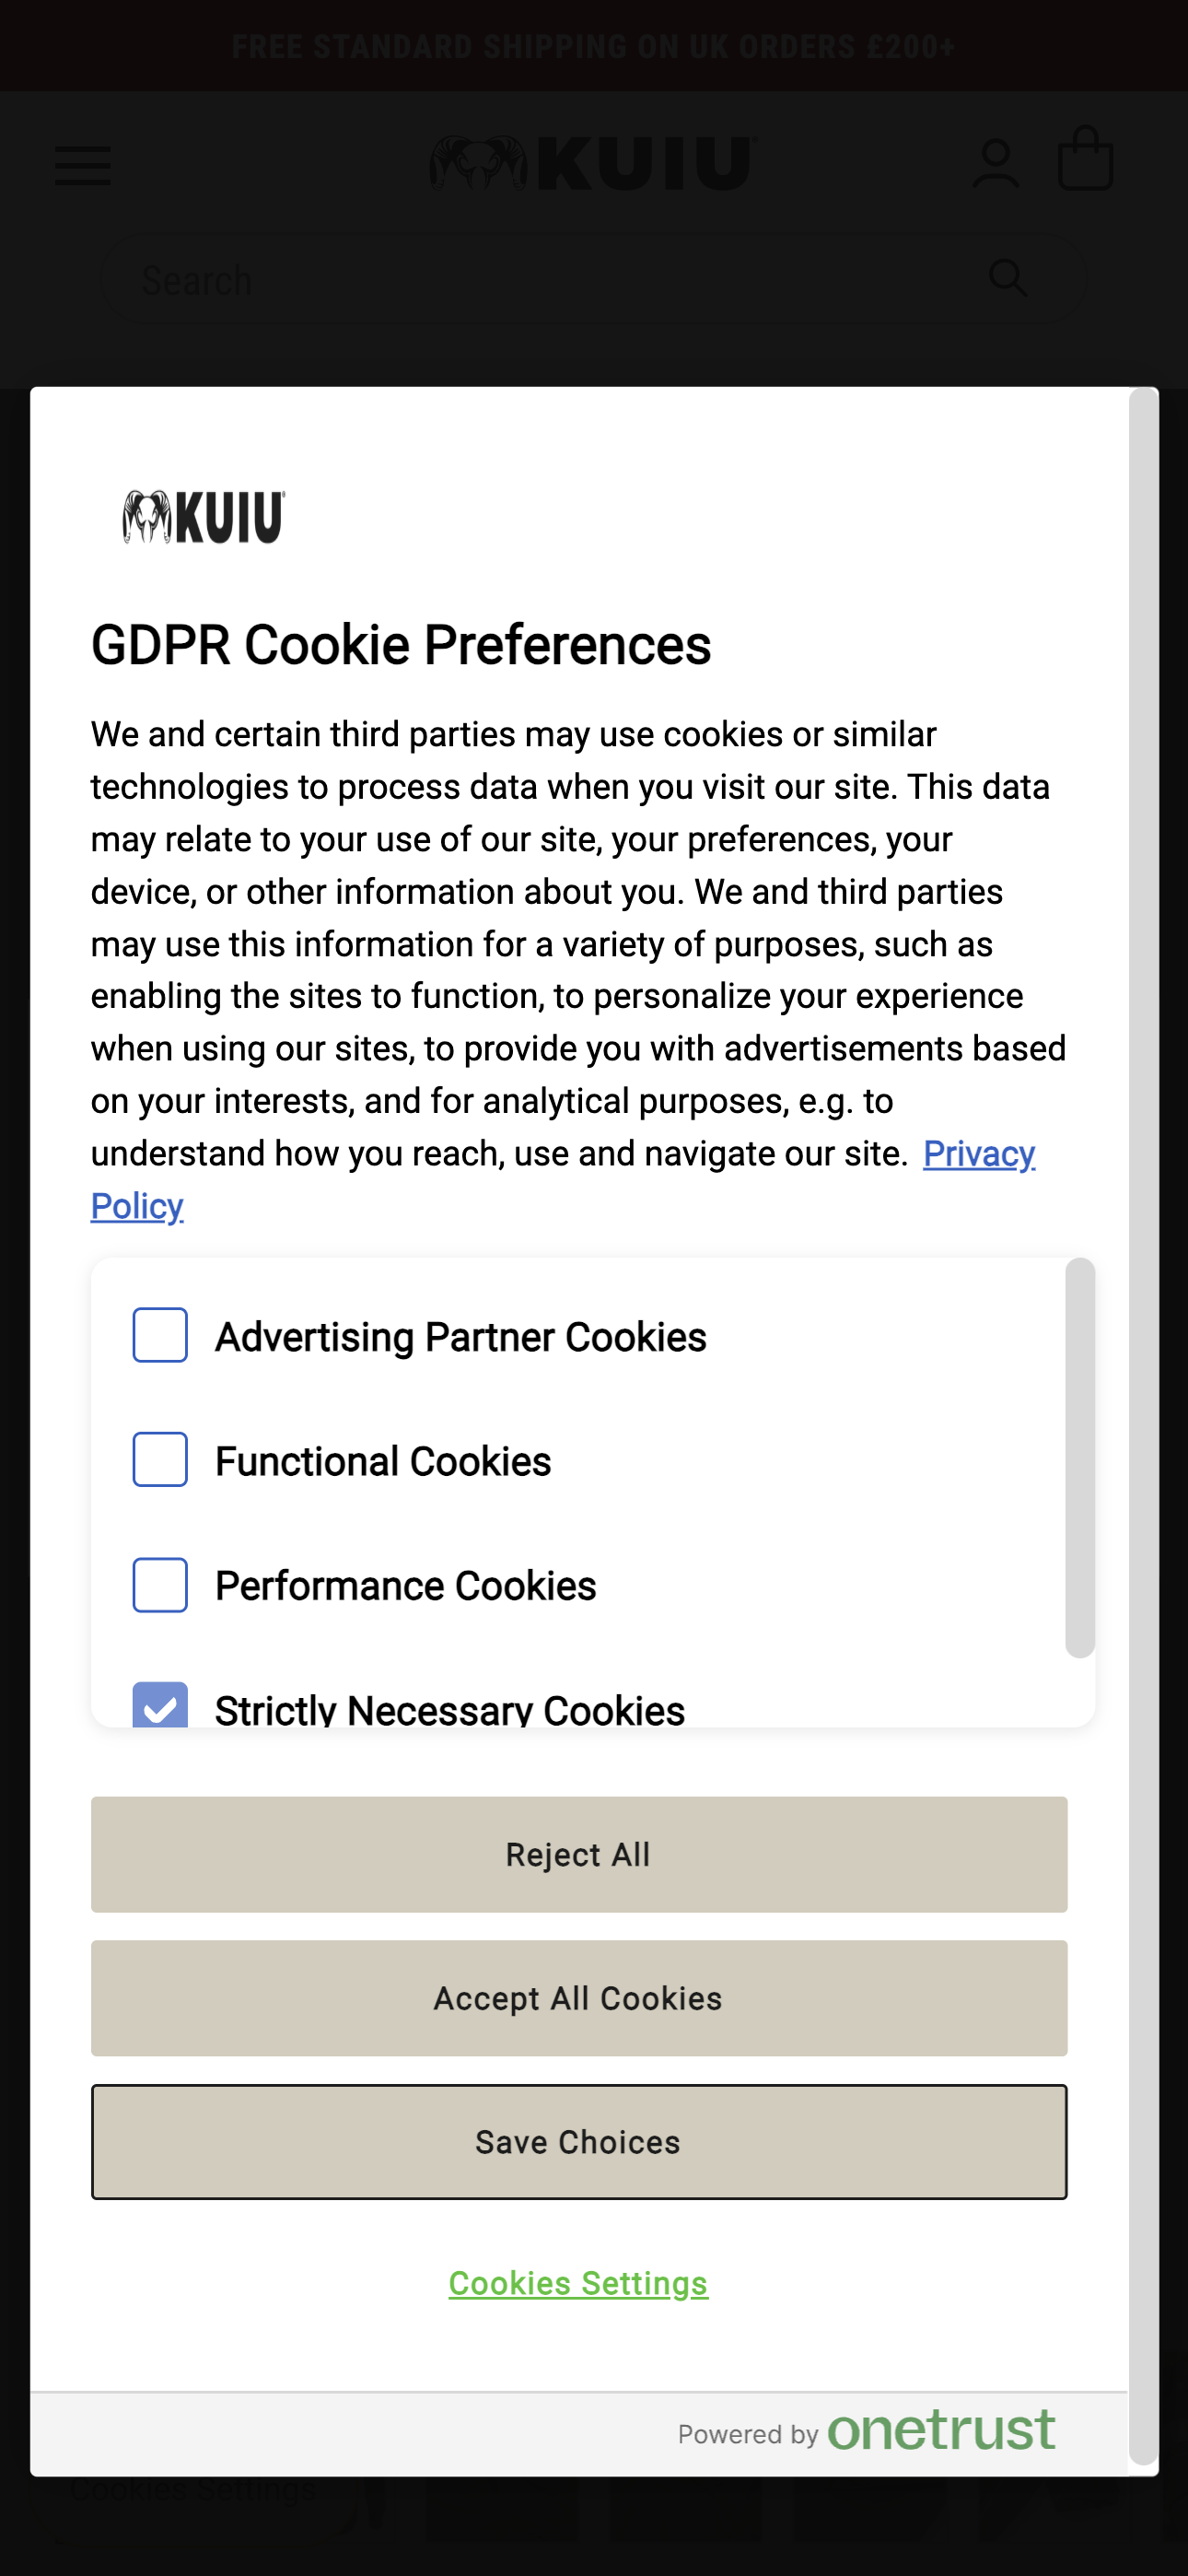 FREE STANDARD SHIPPING ON UK ORDERS £200+
KUIU
Search
KUIU
GDPR Cookie Preferences
We and certain third parties may use cookies or similar
technologies to process data when you visit our site. This data
may relate to your use of our site, your preferences, your
device, or other information about you. We and third parties
may use this information for a variety of purposes, such as
enabling the sites to function, to personalize your experience
when using our sites, to provide you with advertisements based
on your interests, and for analytical purposes, e.g. to
understand how you reach, use and navigate our site. Privacy
Policy
Advertising Partner Cookies
Functional Cookies
Performance Cookies
Strictly Necessary Cookies
Reject All
Accept All Cookies
Save Choices
Cookies Settings
Powered by onetrust
Cookies Settings